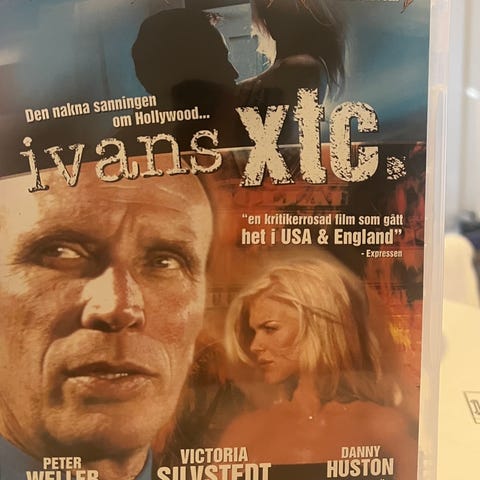 Den nakna sanningen
om Hollywood...
ivans xtc.
"en kritikerrosad film som gått
het i USA & England"
- Expressen
PETER
WELLER
VICTORIA
SILVSTEDT
DANNY
HUSTON